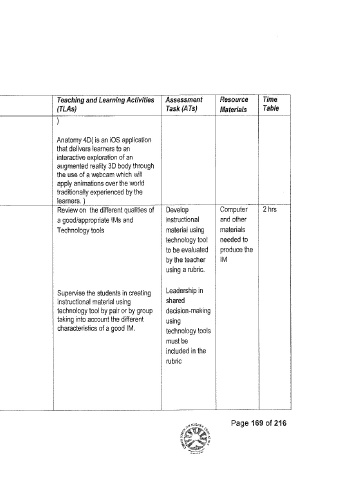 Teaching and Learning Activities
(TLAs)
Assessment
Task (ATs)
Resource
Materials
Time
Table
)
Anatomy 4D( is an iOS application
that delivers learners to an
interactive exploration of an
augmented reality 3D body through
the use of a webcam which will
apply animations over the world
traditionally experienced by the
learners. )
Review on the different qualities of
a good/appropriate IMs and
Technology tools
Supervise the students in creating
instructional material using
technology tool by pair or by group
taking into account the different
characteristics of a good IM.
Develop
instructional
material using
technology tool
to be evaluated
by the teacher
using a rubric.
Leadership in
shared
decision-making
using
technology tools
must be
included in the
rubric
Computer
and other
materials
needed to
produce the
IM
2 hrs
Page 169 of 216